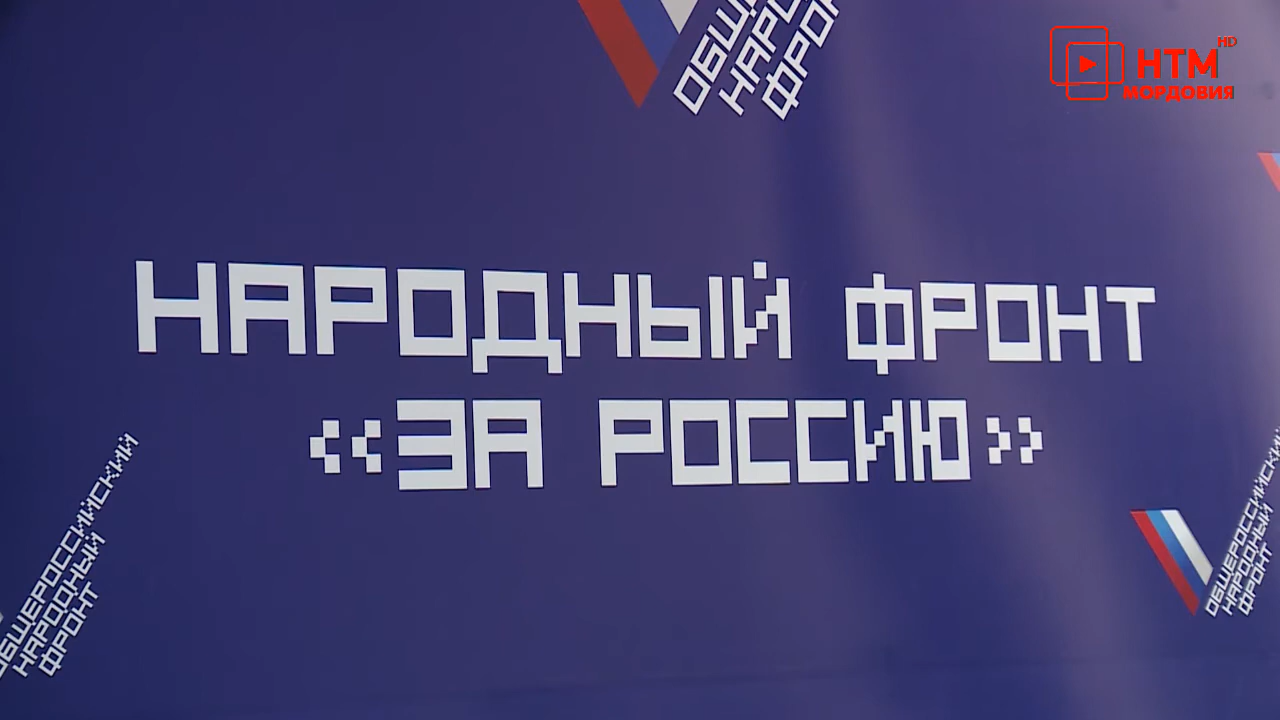 НТМ HD
МОРДОВИЯ
НАРОДНЫЙ ФРОНТ
«ЗА РОССИЮ»
ОБЩЕРОССИЙСКИЙ
НАРОДНЫЙ
ФРОНТ
ОБЩЕРОССИЙСКИЙ
НАРОДНЫЙ
ФРОНТ